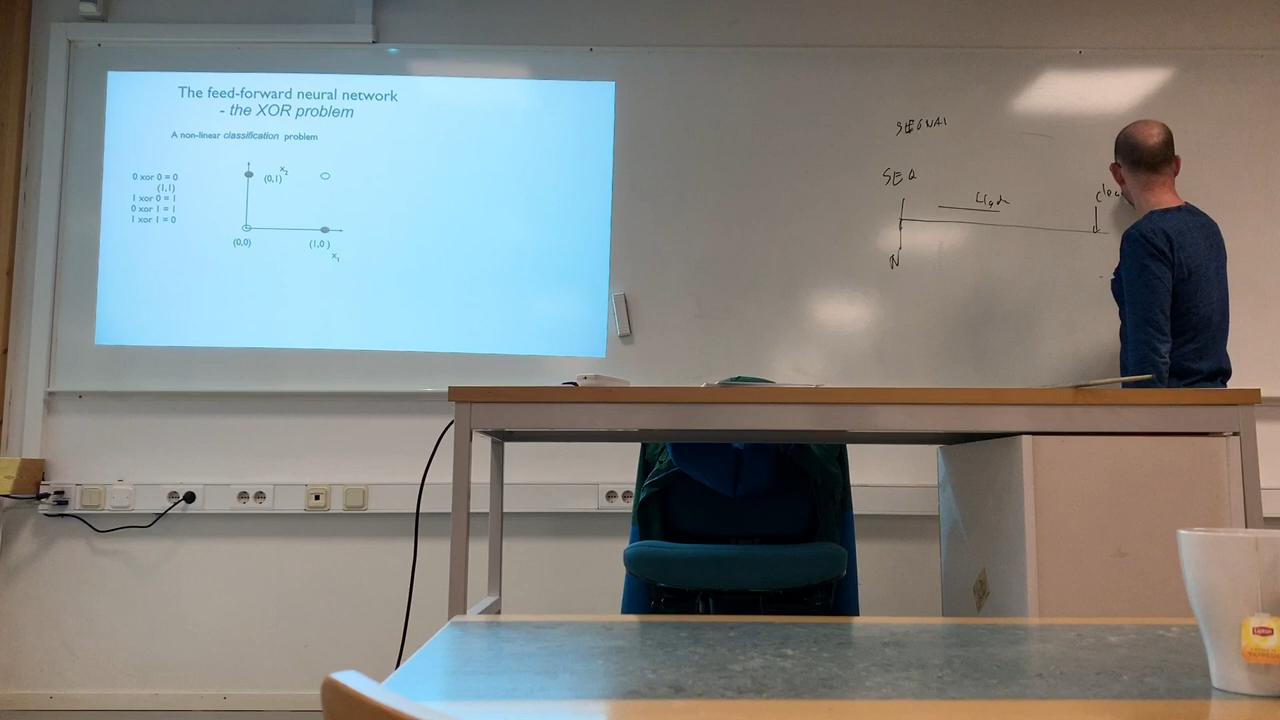 The feed-forward neural network
- the XOR problem
A non-linear classification problem
0 xor 0 = 0
(1,1)
1 xor 0 = 1
0 xor 1 = 1
1 xor 1 = 0
x2
(0,1)
(0,0)
(1,0)
x1
SEQ
N
Lipton